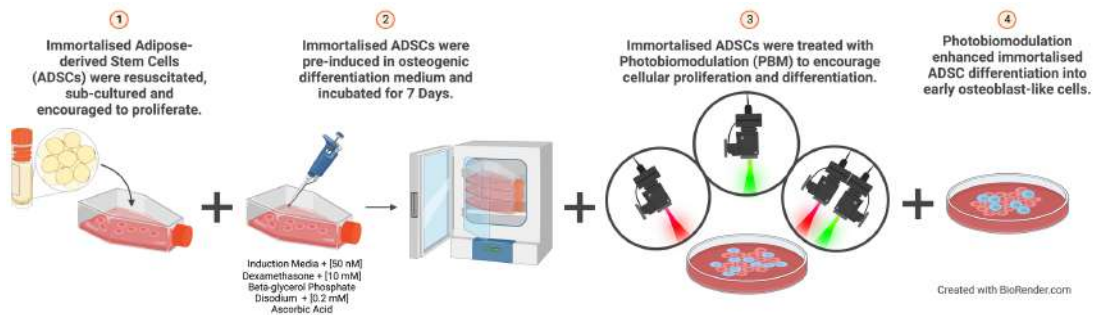 1
Immortalised Adipose-
derived Stem Cells
(ADSCs) were resuscitated,
sub-cultured and
encouraged to proliferate.
2
Immortalised ADSCs were
pre-induced in osteogenic
differentiation medium and
incubated for 7 Days.
Induction Media + [50 nM]
Dexamethasone + [10 mM]
Beta-glycerol Phosphate
Disodium + [0.2 mM]
Ascorbic Acid
3
Immortalised ADSCs were treated with
Photobiomodulation (PBM) to encourage
cellular proliferation and differentiation.
4
Photobiomodulation
enhanced immortalised
ADSC differentiation into
early osteoblast-like cells.
Created with BioRender.com